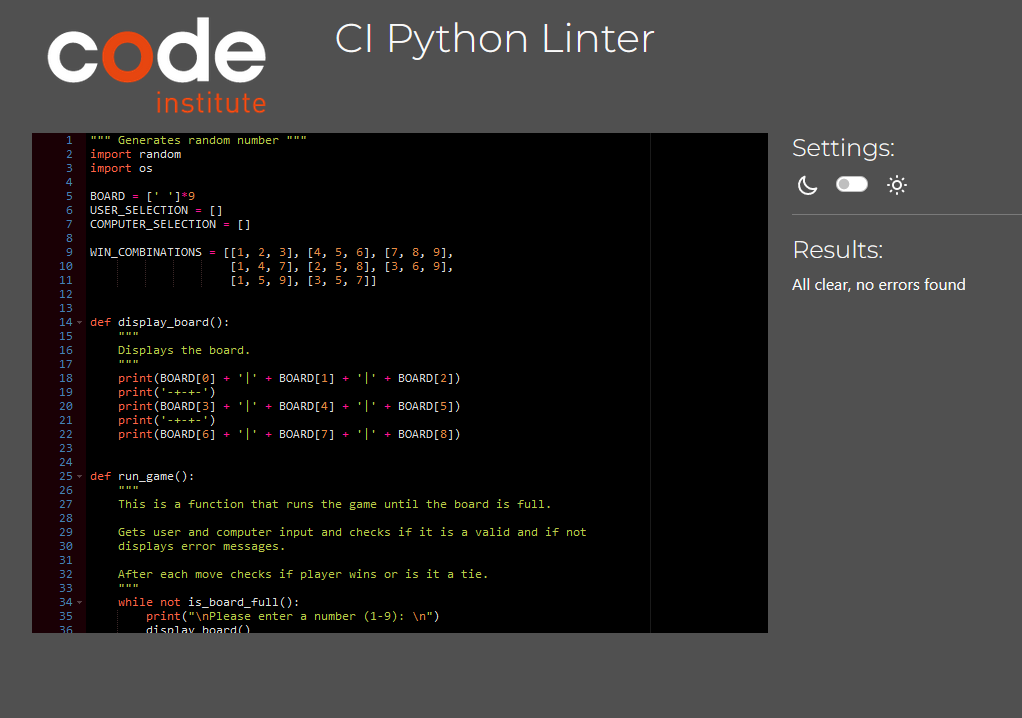 code
institute
CI Python Linter
1 """ Generates random number """
2 import random
3 import os
4
5 BOARD = [' ']*9
6 USER_SELECTION = []
7 COMPUTER_SELECTION = []
8
9 WIN_COMBINATIONS = [[1, 2, 3], [4, 5, 6], [7, 8, 9],
10                     [1, 4, 7], [2, 5, 8], [3, 6, 9],
11                     [1, 5, 9], [3, 5, 7]]
12
13
14 def display_board():
15     """
16     Displays the board.
17     """
18     print(BOARD[0] + '|' + BOARD[1] + '|' + BOARD[2])
19     print('-+-+-')
20     print(BOARD[3] + '|' + BOARD[4] + '|' + BOARD[5])
21     print('-+-+-')
22     print(BOARD[6] + '|' + BOARD[7] + '|' + BOARD[8])
23
24
25 def run_game():
26     """
27     This is a function that runs the game until the board is full.
28
29     Gets user and computer input and checks if it is a valid and if not
30     displays error messages.
31
32     After each move checks if player wins or is it a tie.
33     """
34     while not is_board_full():
35         print("\nPlease enter a number (1-9): \n")
36         display_board()
Settings:
Results:
All clear, no errors found